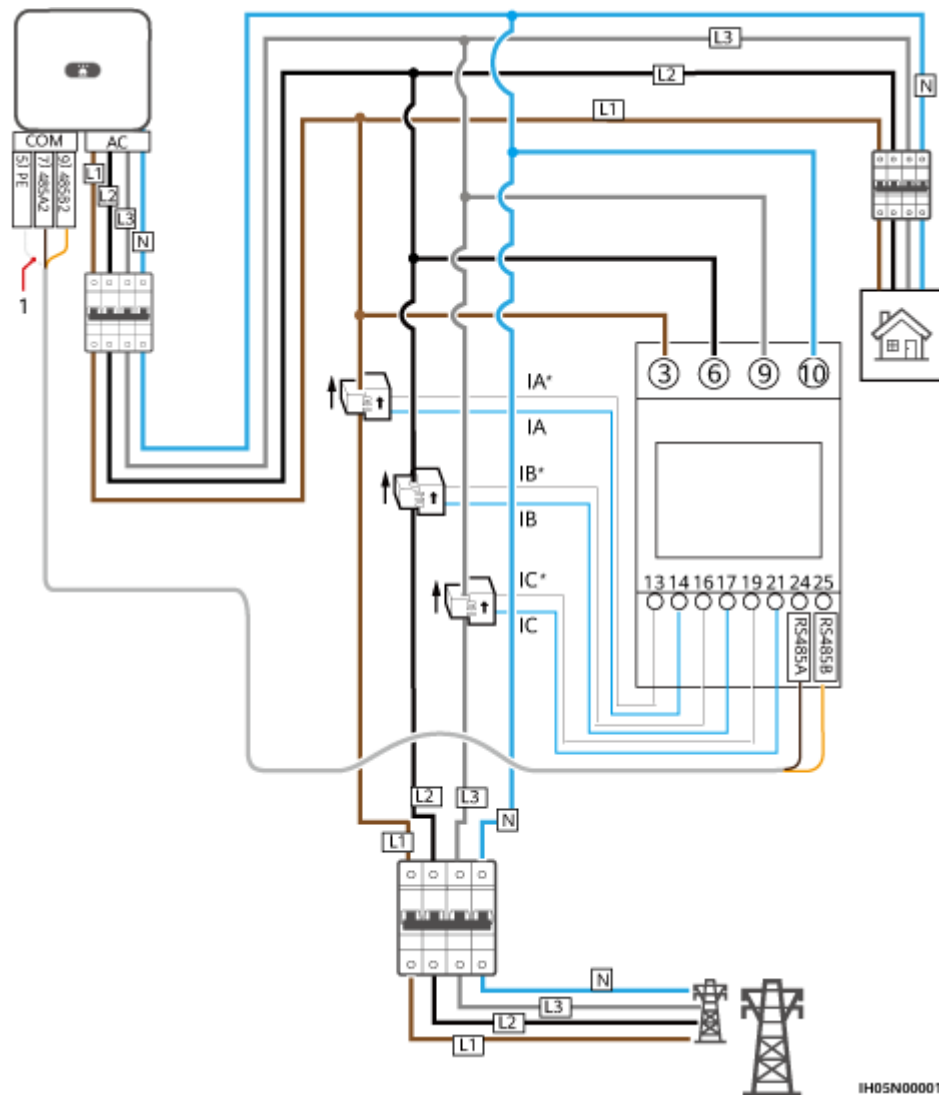 L3
L2
N
L1
COM
AC
5) PE
7) 485A2
9) 485B2
L1
L2
L3
N
1
3
6
9
10
IA*
IA
IB*
IB
IC*
IC
13 14 16 17 19 21 24 25
RS485A
RS485B
L2
L3
N
L1
N
L3
L2
L1
IH05N00001